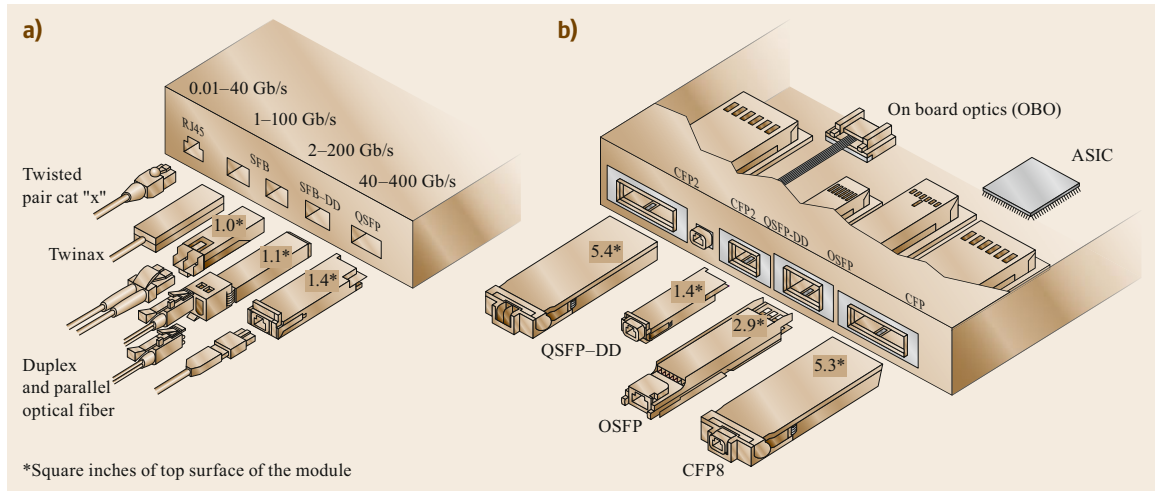 a)
0.01–40 Gb/s
1–100 Gb/s
2–200 Gb/s
40–400 Gb/s
RJ45
SFB
SFB–DD
QSFP
Twisted
pair cat "x"
Twinax
Duplex
and parallel
optical fiber
1.0*
1.1*
1.4*
*Square inches of top surface of the module
b)
On board optics (OBO)
ASIC
CFP2
CFP2
QSFP-DD
OSFP
CFP
5.4*
1.4*
2.9*
5.3*
QSFP–DD
OSFP
CFP8